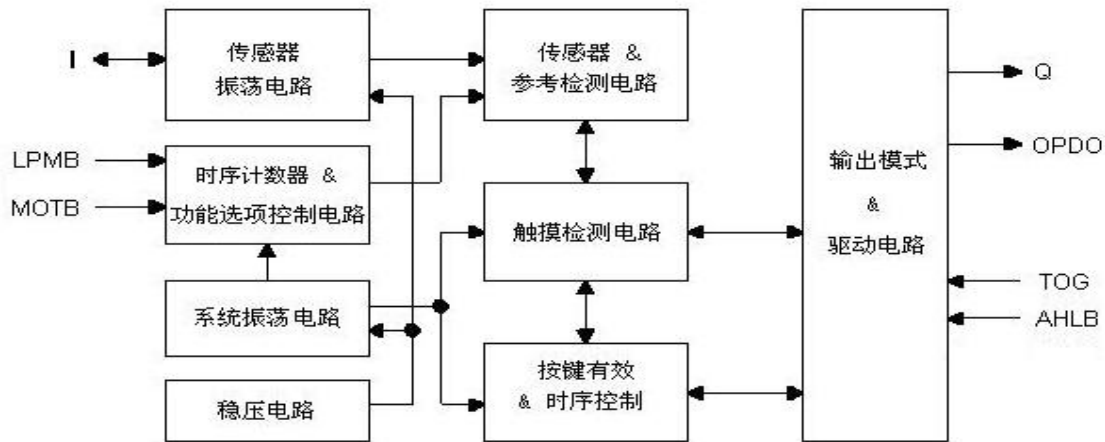 I
传感器
振荡电路
传感器 &
参考检测电路
Q
OPDO
LPMB
MOTB
时序计数器 &
功能选项控制电路
触摸检测电路
输出模式
&
驱动电路
TOG
AHLB
系统振荡电路
按键有效
& 时序控制
稳压电路